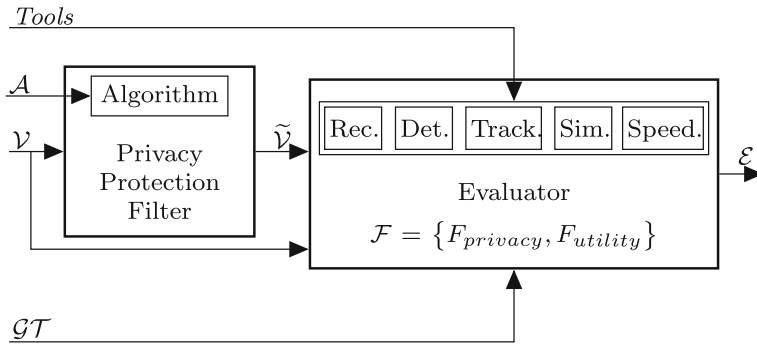 Tools
𝒜
Algorithm
𝒱
Privacy
Protection
Filter
𝒱̃
Rec. Det. Track. Sim. Speed.
Evaluator
ℱ = {F_privacy, F_utility}
ℰ
𝒢𝒯